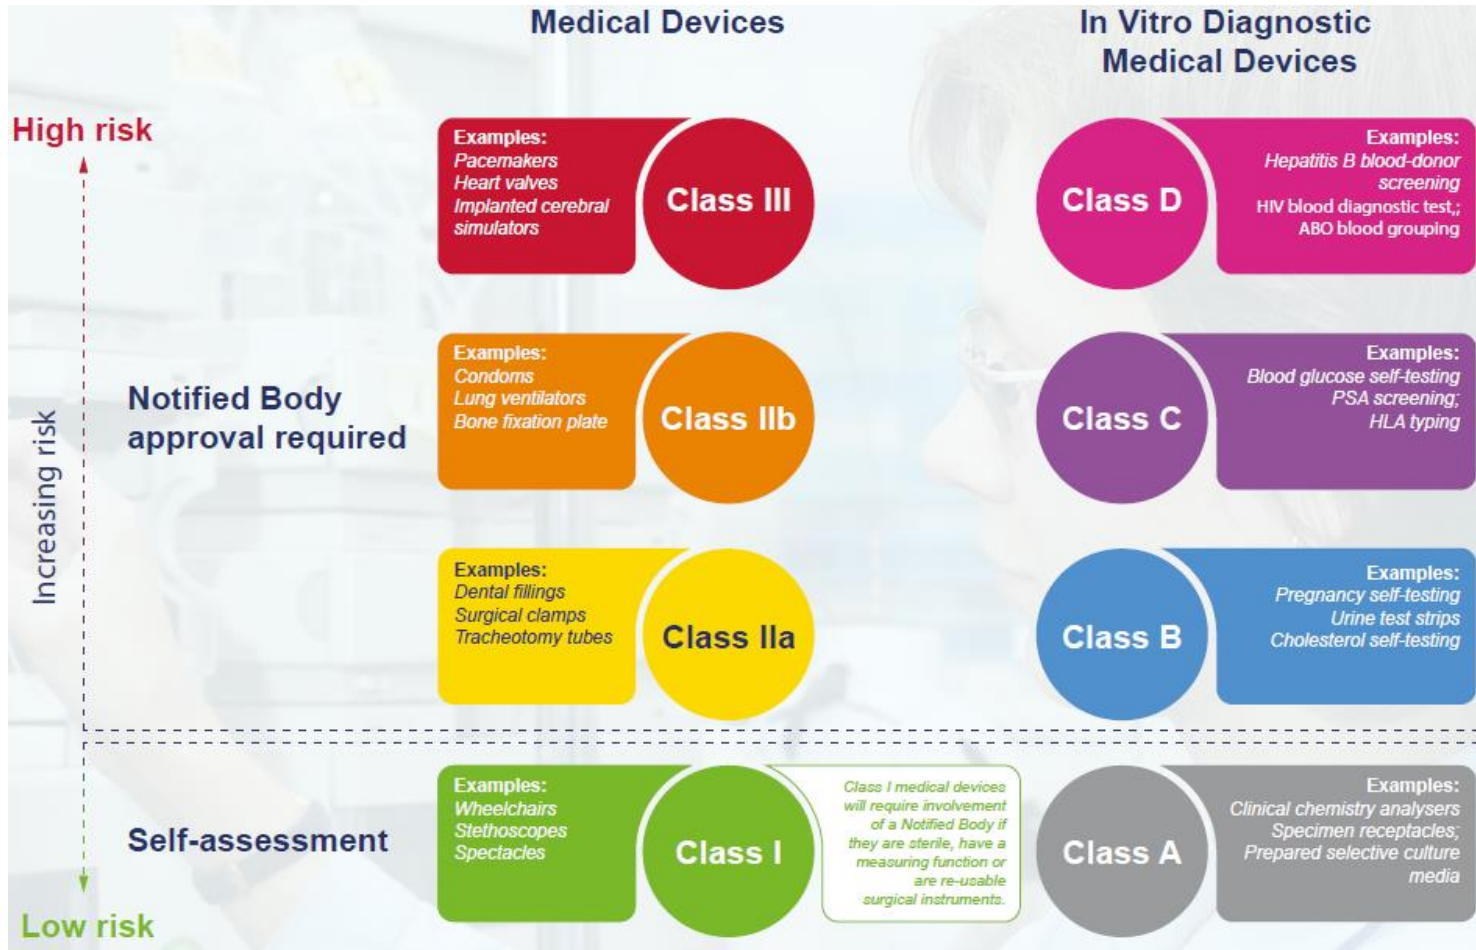 Medical Devices
In Vitro Diagnostic
Medical Devices
High risk
Examples:
Pacemakers
Heart valves
Implanted cerebral
simulators
Class III
Class D
Examples:
Hepatitis B blood-donor
screening
HIV blood diagnostic test,;
ABO blood grouping
Increasing risk
Notified Body
approval required
Examples:
Condoms
Lung ventilators
Bone fixation plate
Class IIb
Class C
Examples:
Blood glucose self-testing
PSA screening;
HLA typing
Examples:
Dental fillings
Surgical clamps
Tracheotomy tubes
Class IIa
Class B
Examples:
Pregnancy self-testing
Urine test strips
Cholesterol self-testing
Self-assessment
Examples:
Wheelchairs
Stethoscopes
Spectacles
Class I
Class I medical devices
will require involvement
of a Notified Body if
they are sterile, have a
measuring function or
are re-usable
surgical instruments.
Class A
Examples:
Clinical chemistry analysers
Specimen receptacles;
Prepared selective culture
media
Low risk